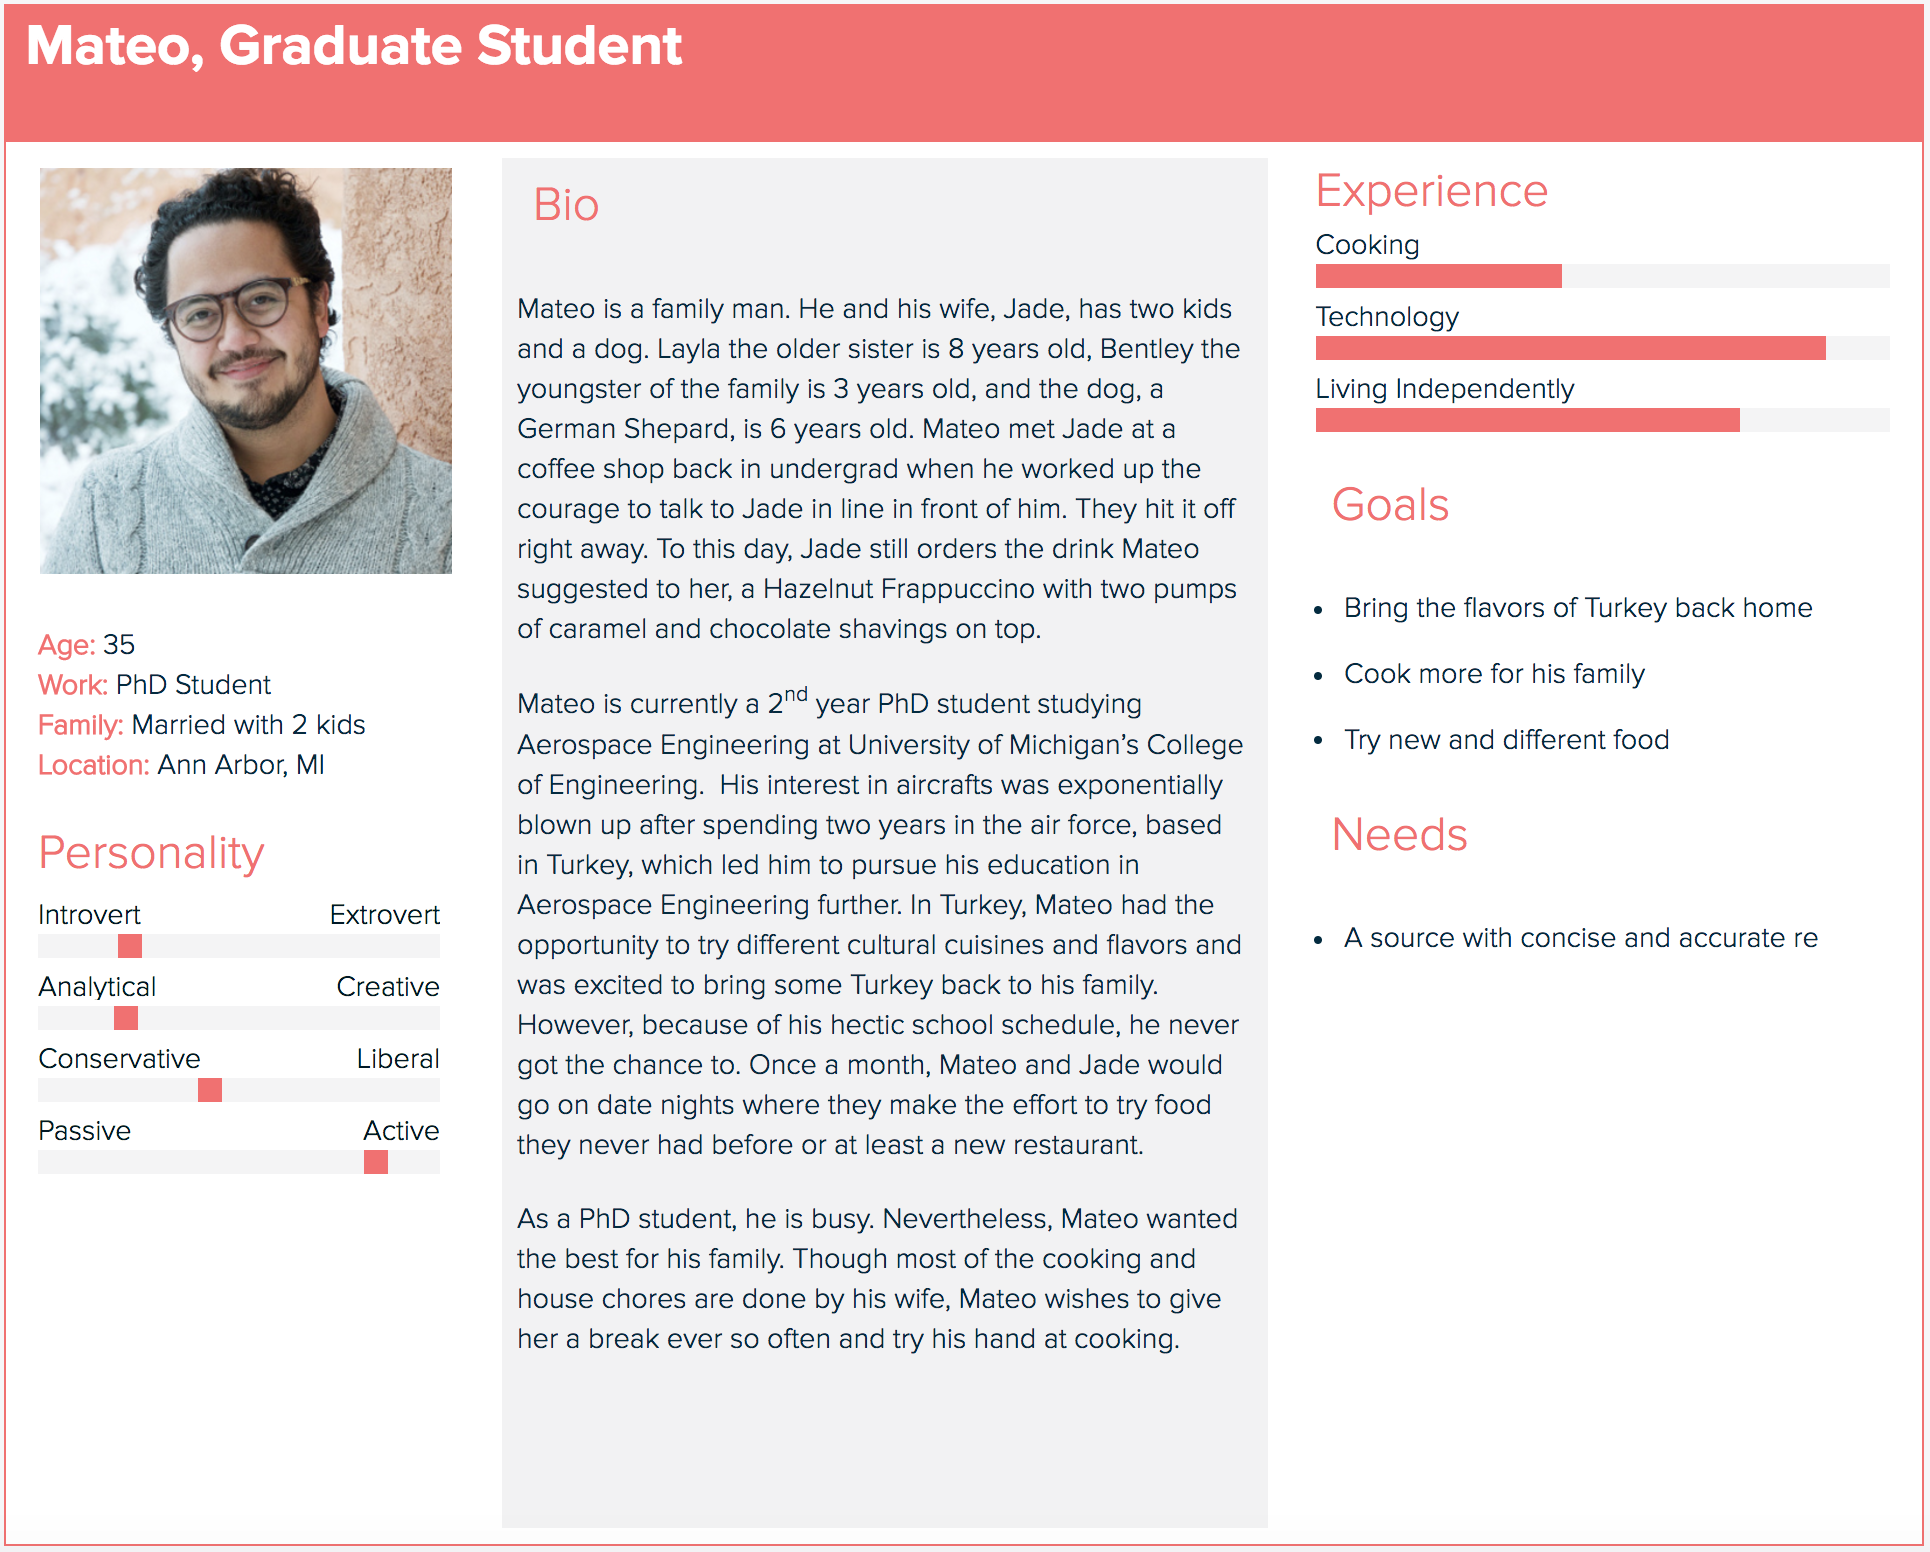 Mateo, Graduate Student
Age: 35
Work: PhD Student
Family: Married with 2 kids
Location: Ann Arbor, MI
Personality
Introvert Extrovert
Analytical Creative
Conservative Liberal
Passive Active
Bio
Mateo is a family man. He and his wife, Jade, has two kids
and a dog. Layla the older sister is 8 years old, Bentley the
youngster of the family is 3 years old, and the dog, a
German Shepard, is 6 years old. Mateo met Jade at a
coffee shop back in undergrad when he worked up the
courage to talk to Jade in line in front of him. They hit it off
right away. To this day, Jade still orders the drink Mateo
suggested to her, a Hazelnut Frappuccino with two pumps
of caramel and chocolate shavings on top.
Mateo is currently a 2nd year PhD student studying
Aerospace Engineering at University of Michigan’s College
of Engineering.  His interest in aircrafts was exponentially
blown up after spending two years in the air force, based
in Turkey, which led him to pursue his education in
Aerospace Engineering further. In Turkey, Mateo had the
opportunity to try different cultural cuisines and flavors and
was excited to bring some Turkey back to his family.
However, because of his hectic school schedule, he never
got the chance to. Once a month, Mateo and Jade would
go on date nights where they make the effort to try food
they never had before or at least a new restaurant.
As a PhD student, he is busy. Nevertheless, Mateo wanted
the best for his family. Though most of the cooking and
house chores are done by his wife, Mateo wishes to give
her a break ever so often and try his hand at cooking.
Experience
Cooking
Technology
Living Independently
Goals
• Bring the flavors of Turkey back home
• Cook more for his family
• Try new and different food
Needs
• A source with concise and accurate re